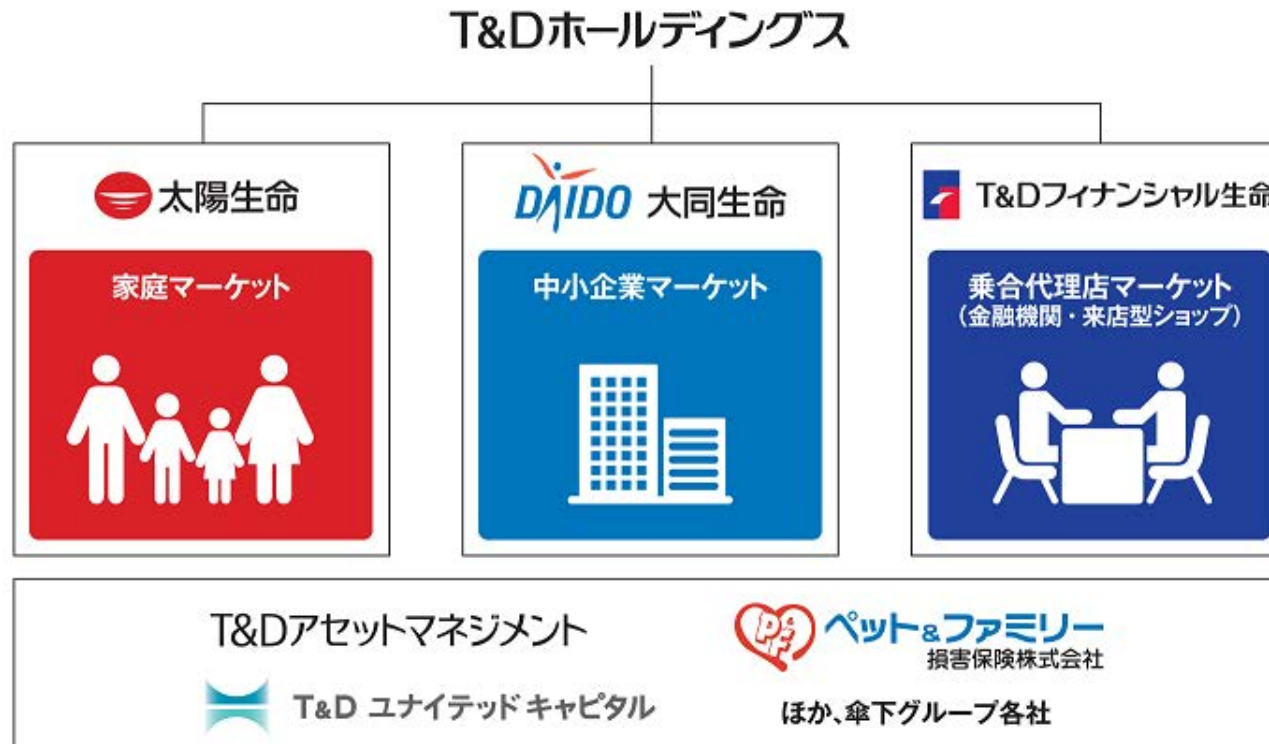 T&Dホールディングス
太陽生命
DAIDO 大同生命
T&Dフィナンシャル生命
家庭マーケット
中小企業マーケット
乗合代理店マーケット
（金融機関・来店型ショップ）
T&Dアセットマネジメント
P&F ペット&ファミリー
損害保険株式会社
T&D ユナイテッドキャピタル
ほか、傘下グループ各社